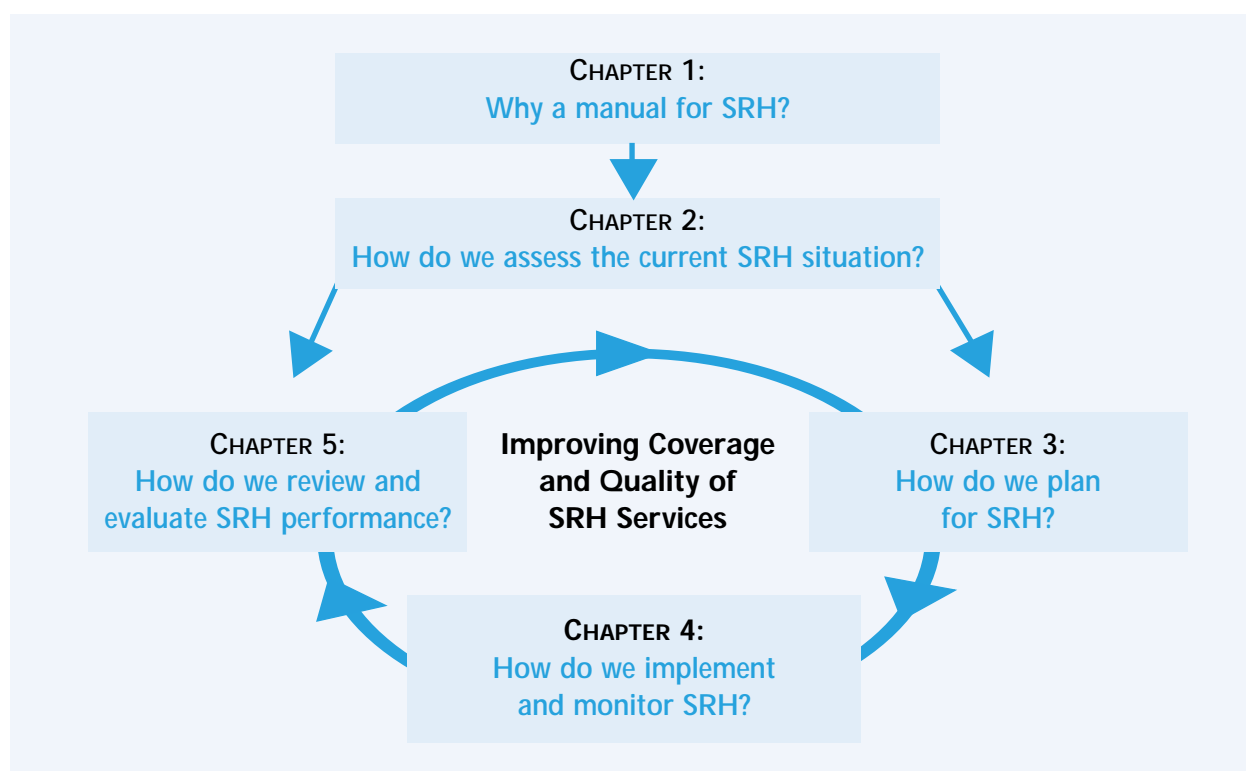 CHAPTER 1:
Why a manual for SRH?
CHAPTER 2:
How do we assess the current SRH situation?
CHAPTER 5:
How do we review and
evaluate SRH performance?
Improving Coverage
and Quality of
SRH Services
CHAPTER 3:
How do we plan
for SRH?
CHAPTER 4:
How do we implement
and monitor SRH?